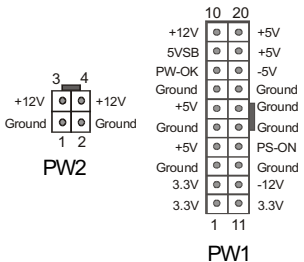 10 20
+12V +5V
5VSB +5V
PW-OK -5V
Ground Ground
+5V Ground
Ground Ground
+5V PS-ON
Ground Ground
3.3V -12V
3.3V 3.3V
1 11
PW1
3 4
+12V +12V
Ground Ground
1 2
PW2